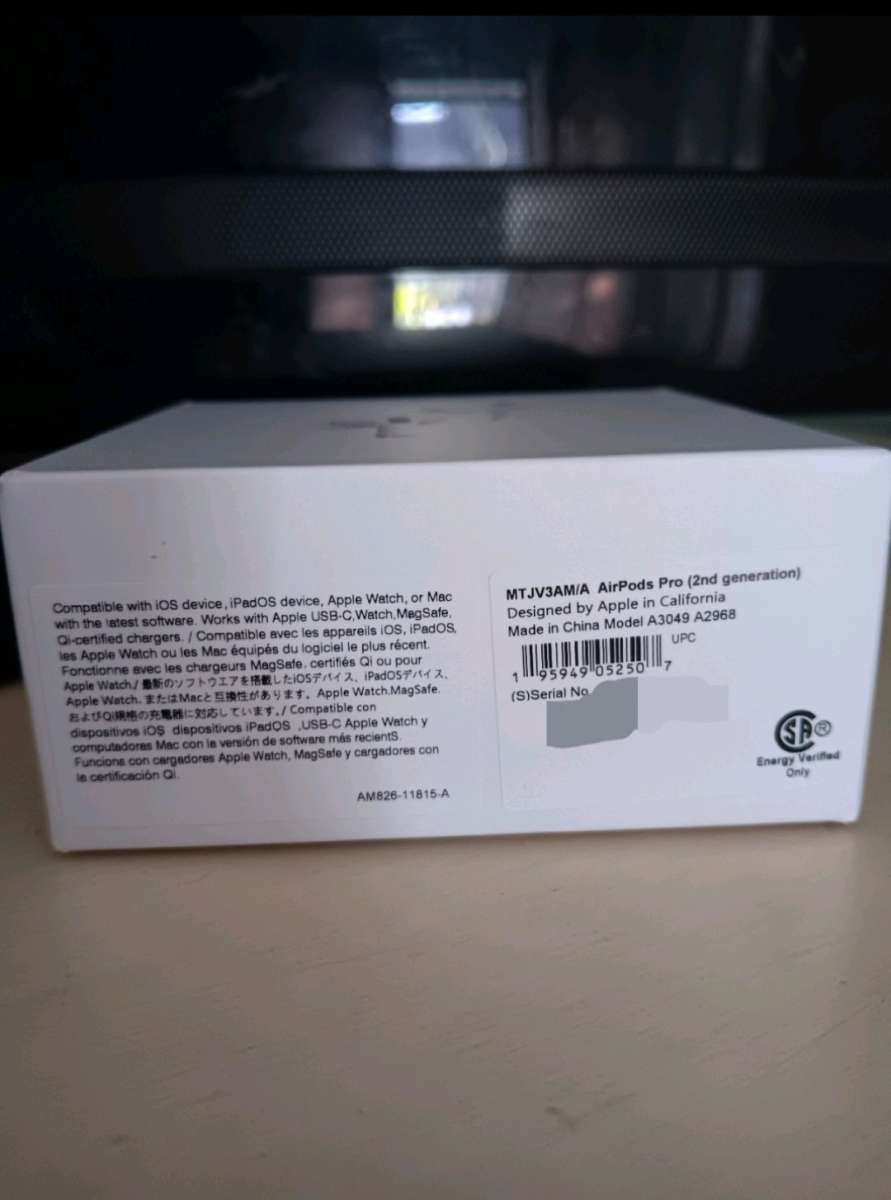 Compatible with iOS device, iPadOS device, Apple Watch, or Mac
with the latest software. Works with Apple USB-C,Watch,MagSafe,
Qi-certified chargers. / Compatible avec les appareils iOS, iPadOS,
les Apple Watch ou les Mac équipés du logiciel le plus récent.
Fonctionne avec les chargeurs MagSafe. certifiés Qi ou pour
Apple Watch./ 最新のソフトウエアを搭載したiOSデバイス、iPadOSデバイス、
Apple Watch. またはMacと互換性があります。Apple Watch.MagSafe.
およびQi規格の充電器に対応しています。/ Compatible con
dispositivos iOS dispositivos iPadOS ,USB-C Apple Watch y
computadoras Mac con la versión de software más recientS.
Funciona con cargadores Apple Watch, MagSafe y cargadores con
la certificación Qi.
AM826-11815-A
MTJV3AM/A AirPods Pro (2nd generation)
Designed by Apple in California
Made in China Model A3049 A2968
UPC
1 95949 05250 7
(S)Serial No
SA®
Energy Verified
Only